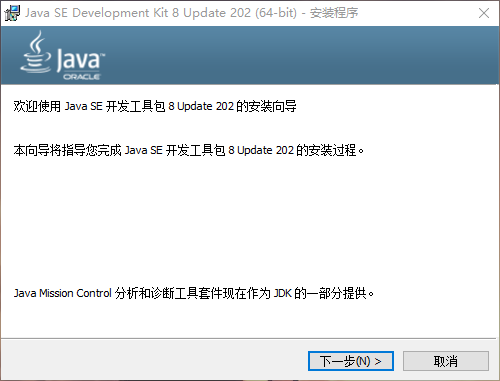 Java SE Development Kit 8 Update 202 (64-bit) - 安装程序
Java
ORACLE
欢迎使用 Java SE 开发工具包 8 Update 202 的安装向导
本向导将指导您完成 Java SE 开发工具包 8 Update 202 的安装过程。
Java Mission Control 分析和诊断工具套件现在作为 JDK 的一部分提供。
下一步(N) >
取消